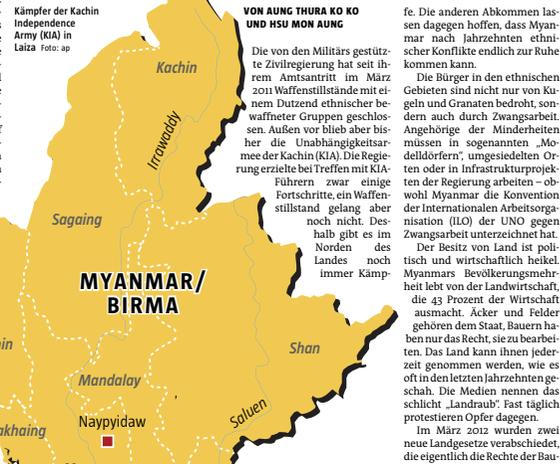 Kämpfer der Kachin
Independence
Army (KIA) in
Laiza Foto: ap
VON AUNG THURA KO KO
UND HSU MON AUNG
Die von den Militärs gestütz-
te Zivilregierung hat seit ih-
rem Amtsantritt im März
2011 Waffenstillstände mit ei-
nem Dutzend ethnischer be-
waffneter Gruppen geschlos-
sen. Außen vor blieb aber bis-
her die Unabhängigkeitsar-
mee der Kachin (KIA). Die Regie-
rung erzielte bei Treffen mit KIA-
Führern zwar einige
Fortschritte, ein Waffen-
stillstand gelang aber
noch nicht. Des-
halb gibt es im
Norden des
Landes noch
immer Kämp-
fe. Die anderen Abkommen las-
sen dagegen hoffen, dass Myan-
mar nach Jahrzehnten ethni-
scher Konflikte endlich zur Ruhe
kommen kann.
Die Bürger in den ethnischen
Gebieten sind nicht nur von Ku-
geln und Granaten bedroht, son-
dern auch durch Zwangsarbeit.
Angehörige der Minderheiten
müssen in sogenannten „Mo-
delldörfern“, umgesiedelten Or-
ten oder in Infrastrukturprojek-
ten der Regierung arbeiten – ob-
wohl Myanmar die Konvention
der Internationalen Arbeitsorga-
nisation (ILO) der UNO gegen
Zwangsarbeit unterzeichnet hat.
Der Besitz von Land ist poli-
tisch und wirtschaftlich heikel.
Myanmars Bevölkerungsmehr-
heit lebt von der Landwirtschaft,
die 43 Prozent der Wirtschaft
ausmacht. Äcker und Felder
gehören dem Staat, Bauern ha-
ben nur das Recht, sie zu bearbei-
ten. Das Land kann ihnen jeder-
zeit genommen werden, wie es
oft in den letzten Jahrzehnten ge-
schah. Die Medien nennen das
schlicht „Landraub“. Fast täglich
protestieren Opfer dagegen.
Im März 2012 wurden zwei
neue Landgesetze verabschiedet,
die eigentlich die Rechte der Bau-
Kachin
Irrawaddy
Sagaing
MYANMAR/
BIRMA
Shan
Mandalay
Naypyidaw
Saluen